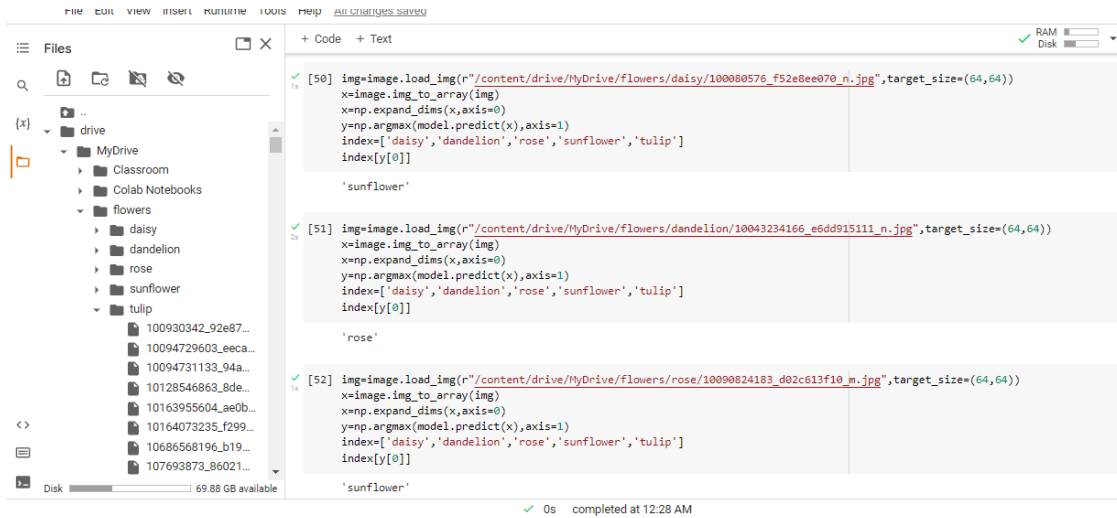 File Edit View Insert Runtime Tools Help All changes saved
Files
+ Code + Text
RAM
Disk
{x}
..
drive
MyDrive
Classroom
Colab Notebooks
flowers
daisy
dandelion
rose
sunflower
tulip
100930342_92e87...
10094729603_eeca...
10094731133_94a...
10128546863_8de...
10163955604_ae0b...
10164073235_f299...
10686568196_b19...
107693873_86021...
Disk 69.88 GB available
[50] img=image.load_img(r"/content/drive/MyDrive/flowers/daisy/100080576_f52e8ee070_n.jpg",target_size=(64,64))
1s
x=image.img_to_array(img)
x=np.expand_dims(x,axis=0)
y=np.argmax(model.predict(x),axis=1)
index=['daisy','dandelion','rose','sunflower','tulip']
index[y[0]]
'sunflower'
[51] img=image.load_img(r"/content/drive/MyDrive/flowers/dandelion/10043234166_e6dd915111_n.jpg",target_size=(64,64))
2s
x=image.img_to_array(img)
x=np.expand_dims(x,axis=0)
y=np.argmax(model.predict(x),axis=1)
index=['daisy','dandelion','rose','sunflower','tulip']
index[y[0]]
'rose'
[52] img=image.load_img(r"/content/drive/MyDrive/flowers/rose/10090824183_d02c613f10_m.jpg",target_size=(64,64))
1s
x=image.img_to_array(img)
x=np.expand_dims(x,axis=0)
y=np.argmax(model.predict(x),axis=1)
index=['daisy','dandelion','rose','sunflower','tulip']
index[y[0]]
'sunflower'
0s completed at 12:28 AM